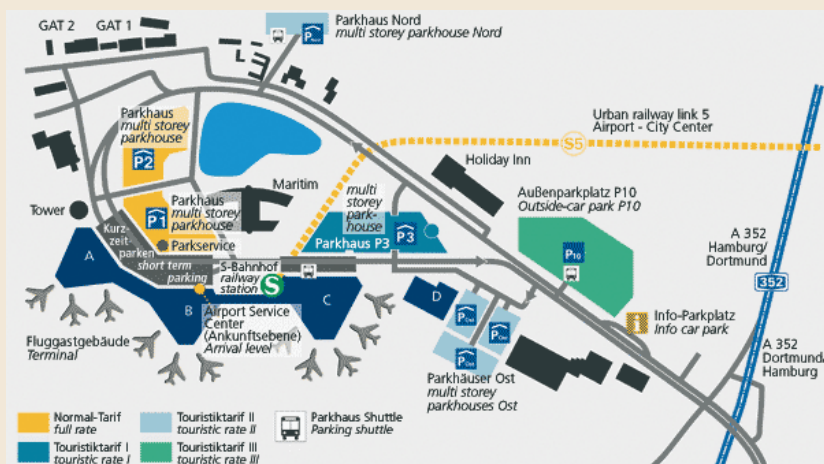 GAT 2
GAT 1
Parkhaus Nord
multi storey parkhouse Nord
P
Nord
Urban railway link 5
Airport - City Center
S5
Parkhaus
multi storey
parkhouse
P2
Holiday Inn
Maritim
multi
storey
park-
house
Parkhaus P3
P3
Außenparkplatz P10
Outside-car park P10
P10
Tower
Parkhaus
multi storey
parkhouse
P1
Parkservice
Kurz-
zeit-
parken
short term
parking
S-Bahnhof
railway
station
S
A
B
C
D
A 352
Hamburg/
Dortmund
352
Airport Service
Center
(Ankunftsebene)
Arrival level
Fluggastgebäude
Terminal
P
Ost
P
Ost
P
Ost
Info-Parkplatz
Info car park
i
A 352
Dortmund/
Hamburg
Parkhäuser Ost
multi storey
parkhouses Ost
Normal-Tarif
full rate
Touristiktarif II
touristic rate II
Parkhaus Shuttle
Parking shuttle
Touristiktarif I
touristic rate I
Touristiktarif III
touristic rate III